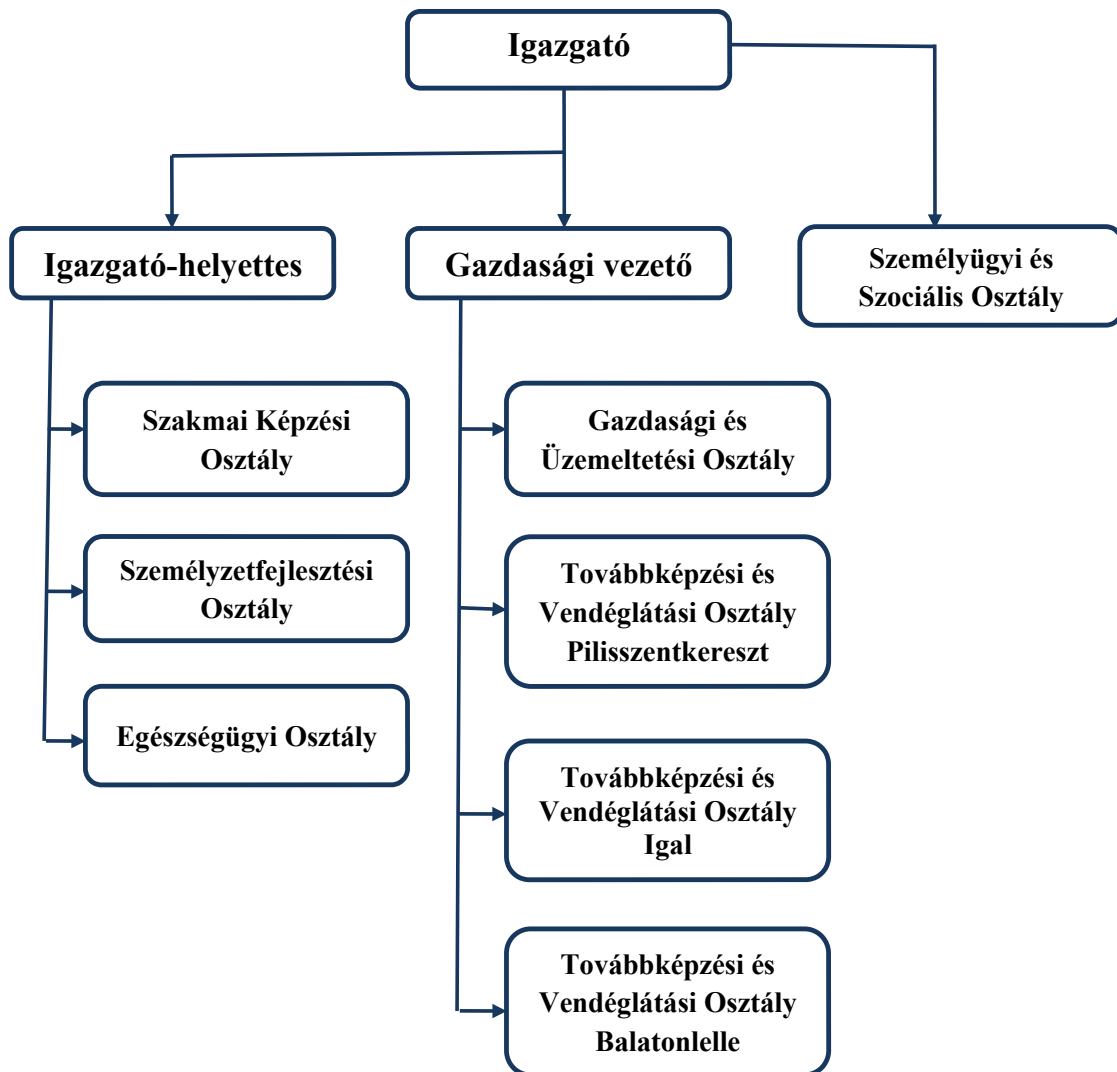 Igazgató
Igazgató-helyettes
Gazdasági vezető
Személyügyi és
Szociális Osztály
Szakmai Képzési
Osztály
Személyzetfejlesztési
Osztály
Egészségügyi Osztály
Gazdasági és
Üzemeltetési Osztály
Továbbképzési és
Vendéglátási Osztály
Pilisszentkereszt
Továbbképzési és
Vendéglátási Osztály
Igal
Továbbképzési és
Vendéglátási Osztály
Balatonlelle